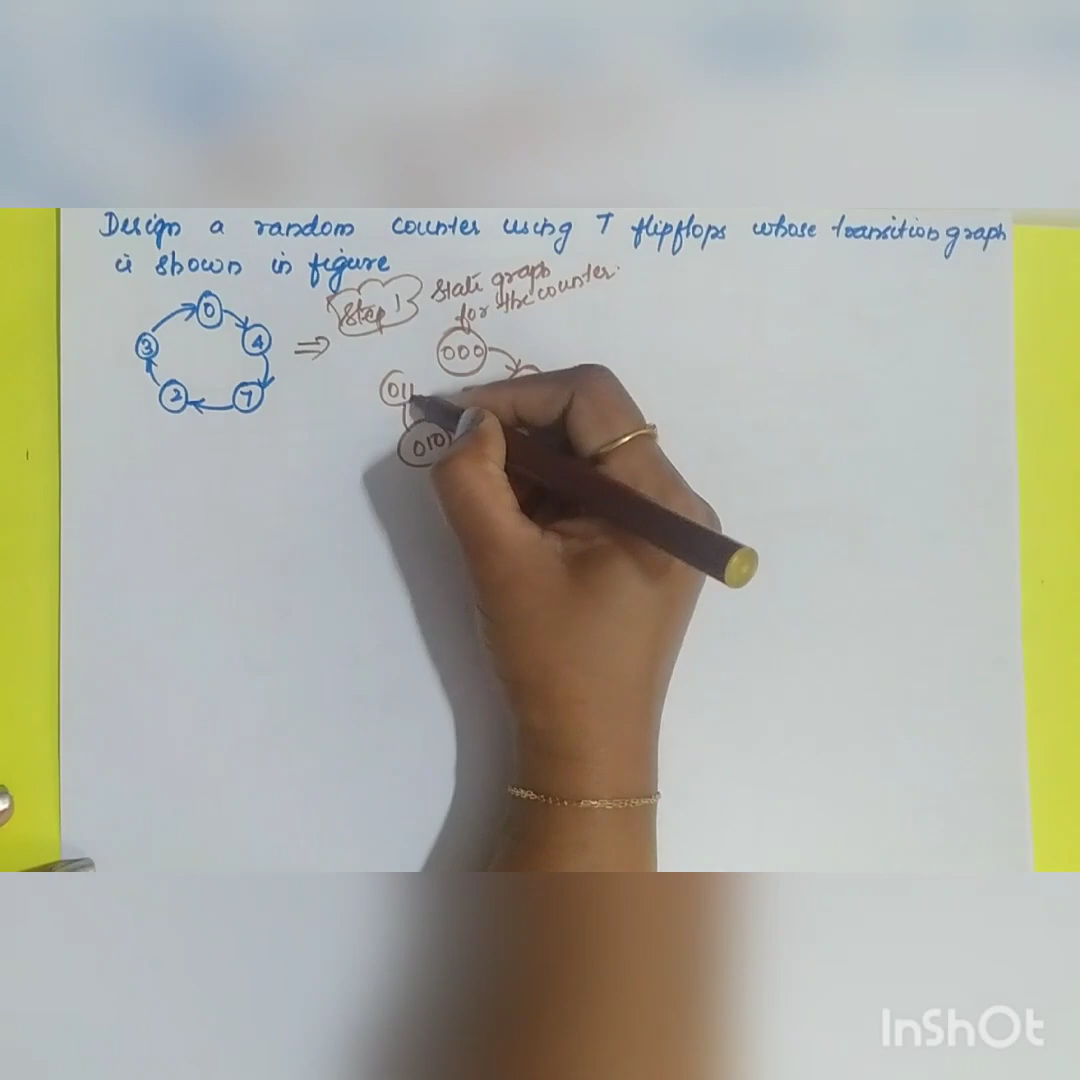 Design a random counter using T flipflops whose transition graph
is shown in figure
Step 1
State graph
for the counter.
0
4
7
2
3
⇒
000
011
010
InShOt